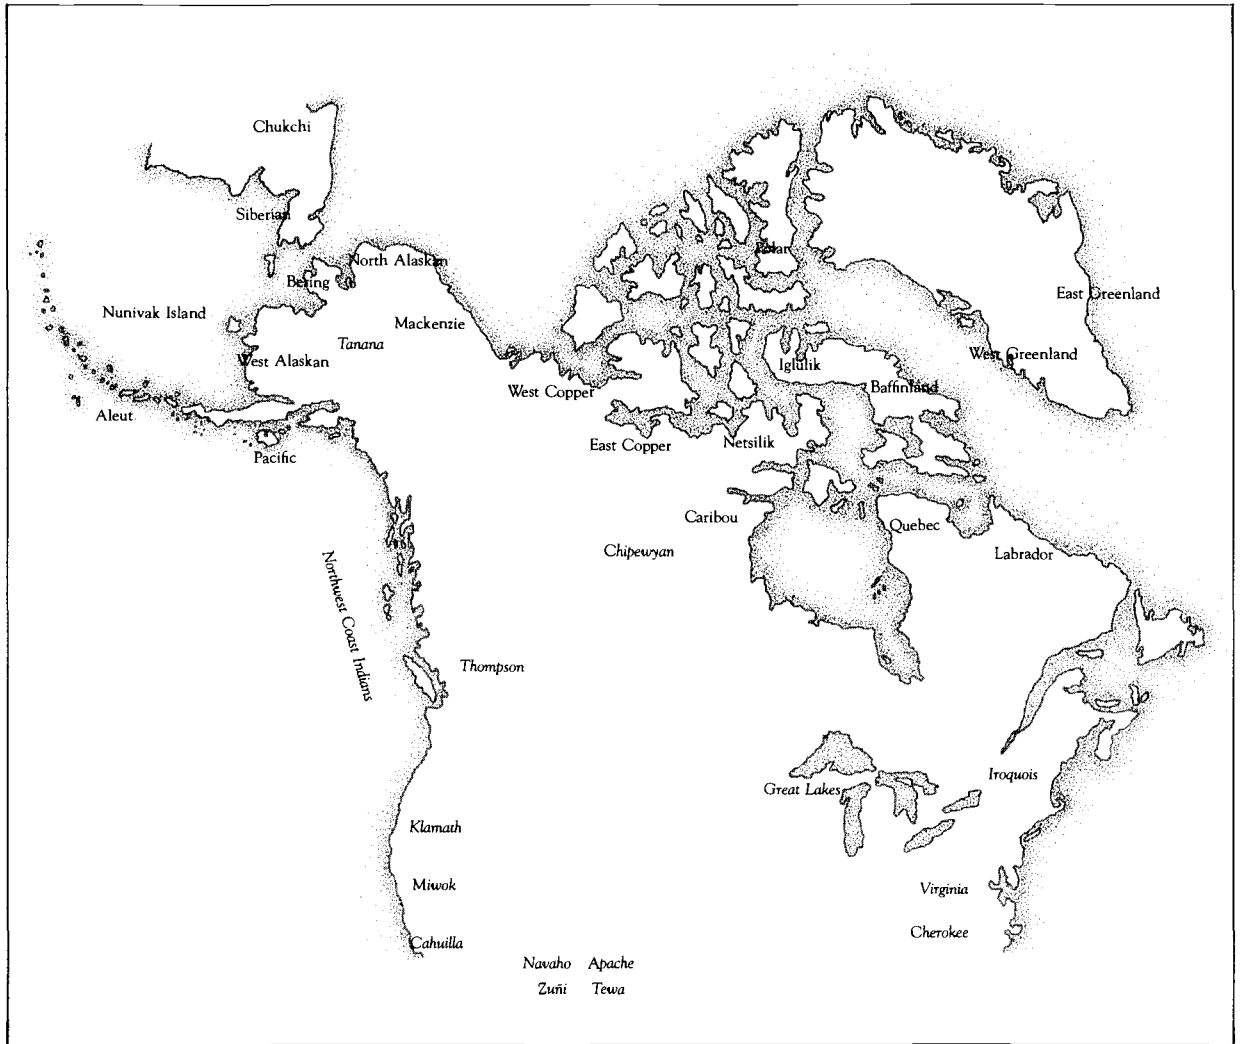 Chukchi
Siberian
Polar
North Alaskan
Bering
East Greenland
Nunivak Island
Mackenzie
Tanana
West Alaskan
West Greenland
Iglulik
Baffinland
West Copper
Aleut
East Copper
Netsilik
Pacific
Caribou
Quebec
Chipewyan
Labrador
Northwest Coast Indians
Thompson
Iroquois
Great Lakes
Klamath
Miwok
Virginia
Cherokee
Cahuilla
Navaho Apache
Zuñi Tewa